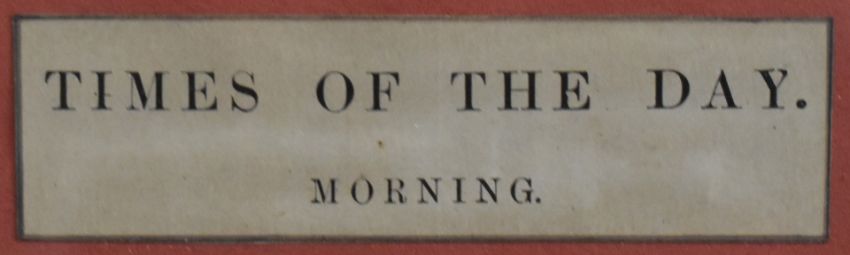 TIMES OF THE DAY.
MORNING.